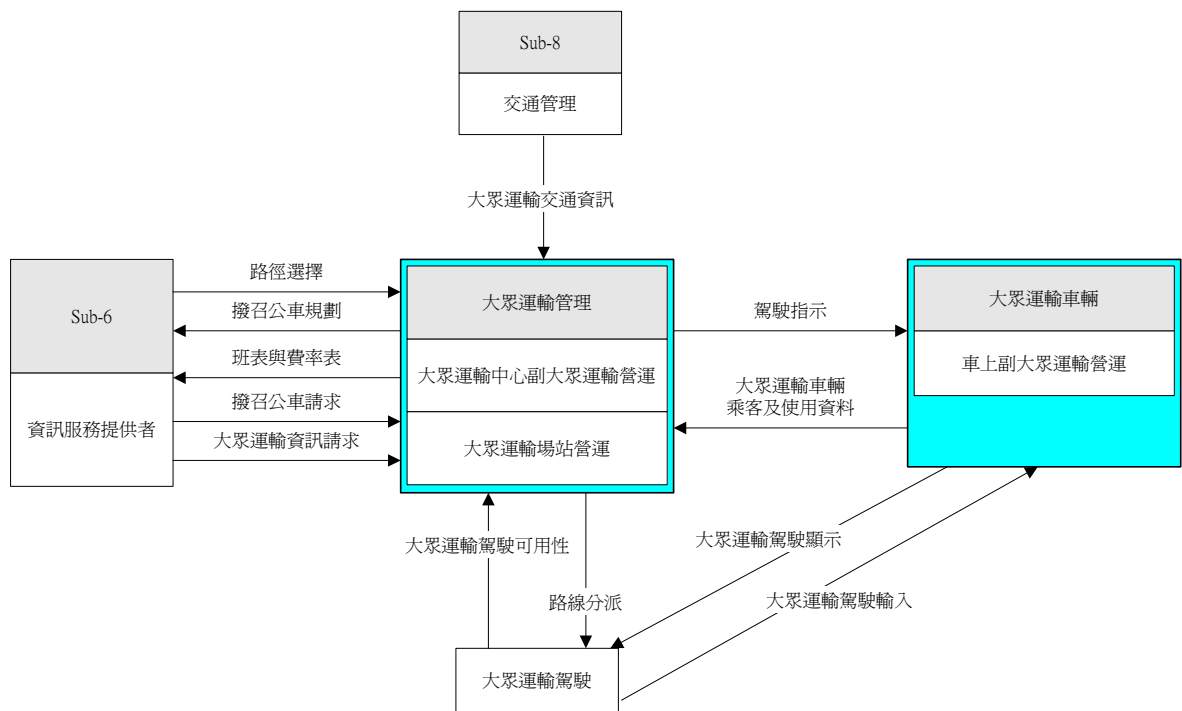 Sub-8
交通管理
大眾運輸交通資訊
Sub-6
資訊服務提供者
路徑選擇
撥召公車規劃
班表與費率表
撥召公車請求
大眾運輸資訊請求
大眾運輸管理
大眾運輸中心副大眾運輸營運
大眾運輸場站營運
駕駛指示
大眾運輸車輛
乘客及使用資料
大眾運輸車輛
車上副大眾運輸營運
大眾運輸駕駛可用性
路線分派
大眾運輸駕駛顯示
大眾運輸駕駛輸入
大眾運輸駕駛